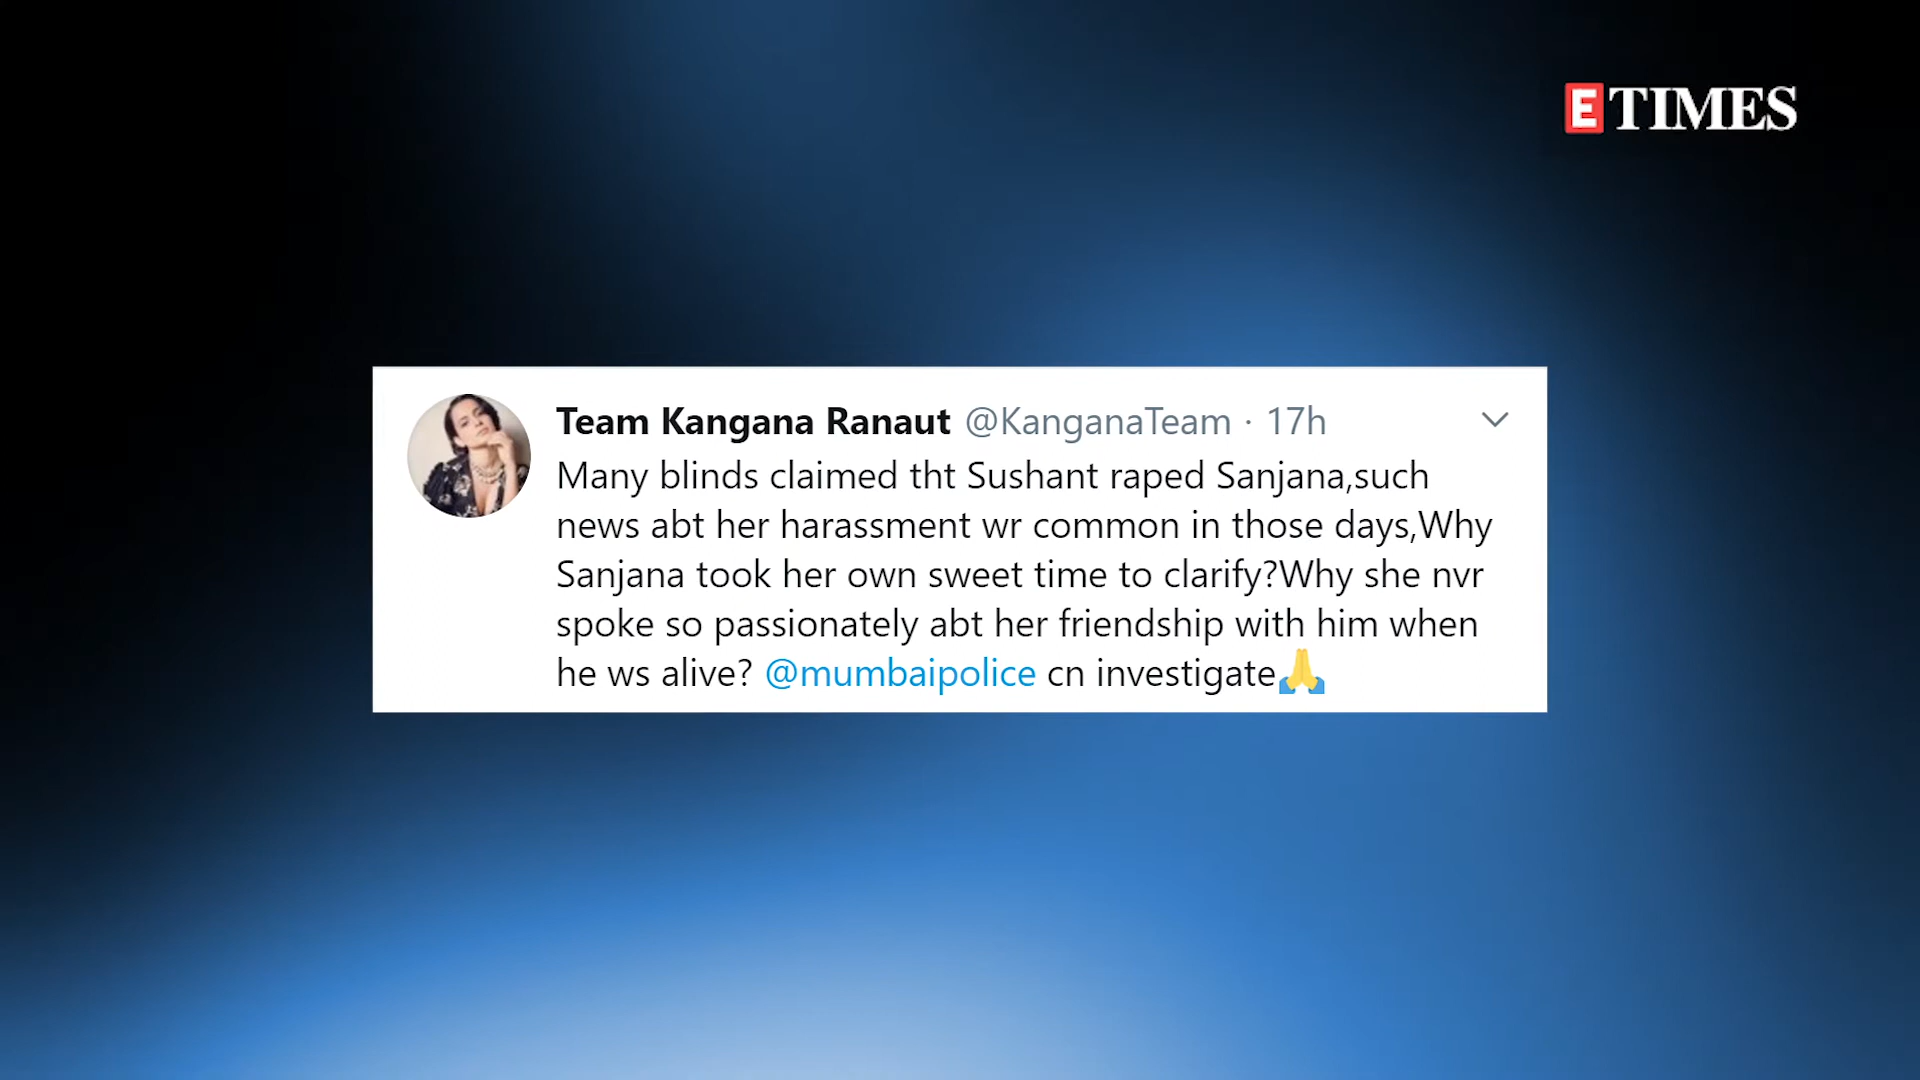 E TIMES
Team Kangana Ranaut @KanganaTeam · 17h
Many blinds claimed tht Sushant raped Sanjana,such
news abt her harassment wr common in those days,Why
Sanjana took her own sweet time to clarify?Why she nvr
spoke so passionately abt her friendship with him when
he ws alive? @mumbaipolice cn investigate🙏